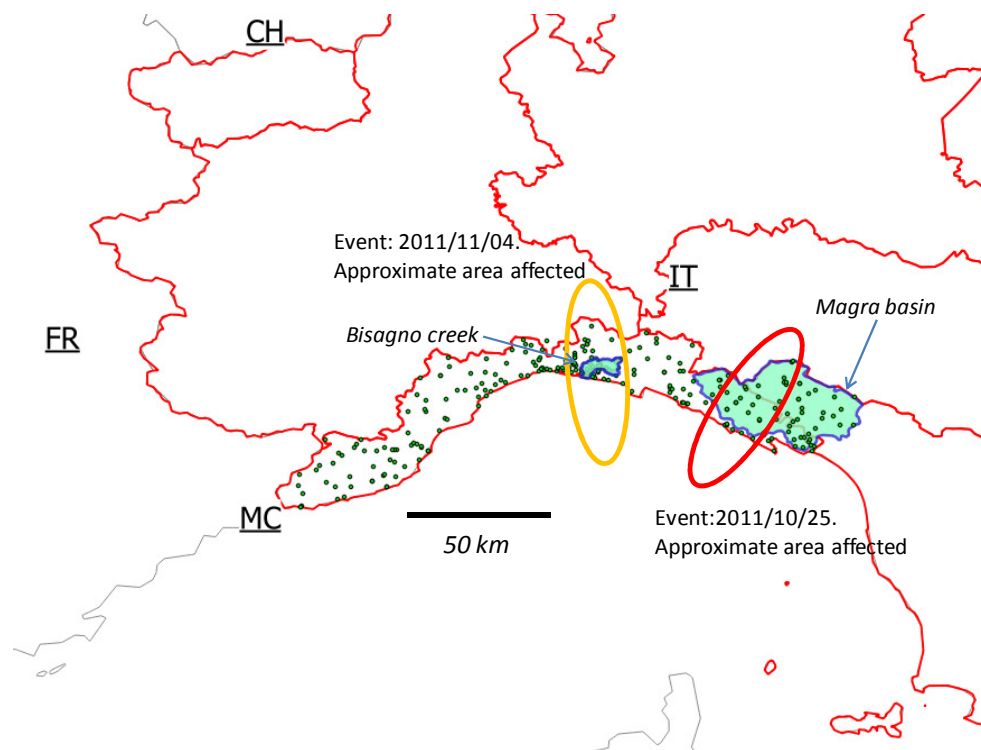 CH
Event: 2011/11/04.
Approximate area affected
IT
Magra basin
Bisagno creek
FR
MC
50 km
Event:2011/10/25.
Approximate area affected